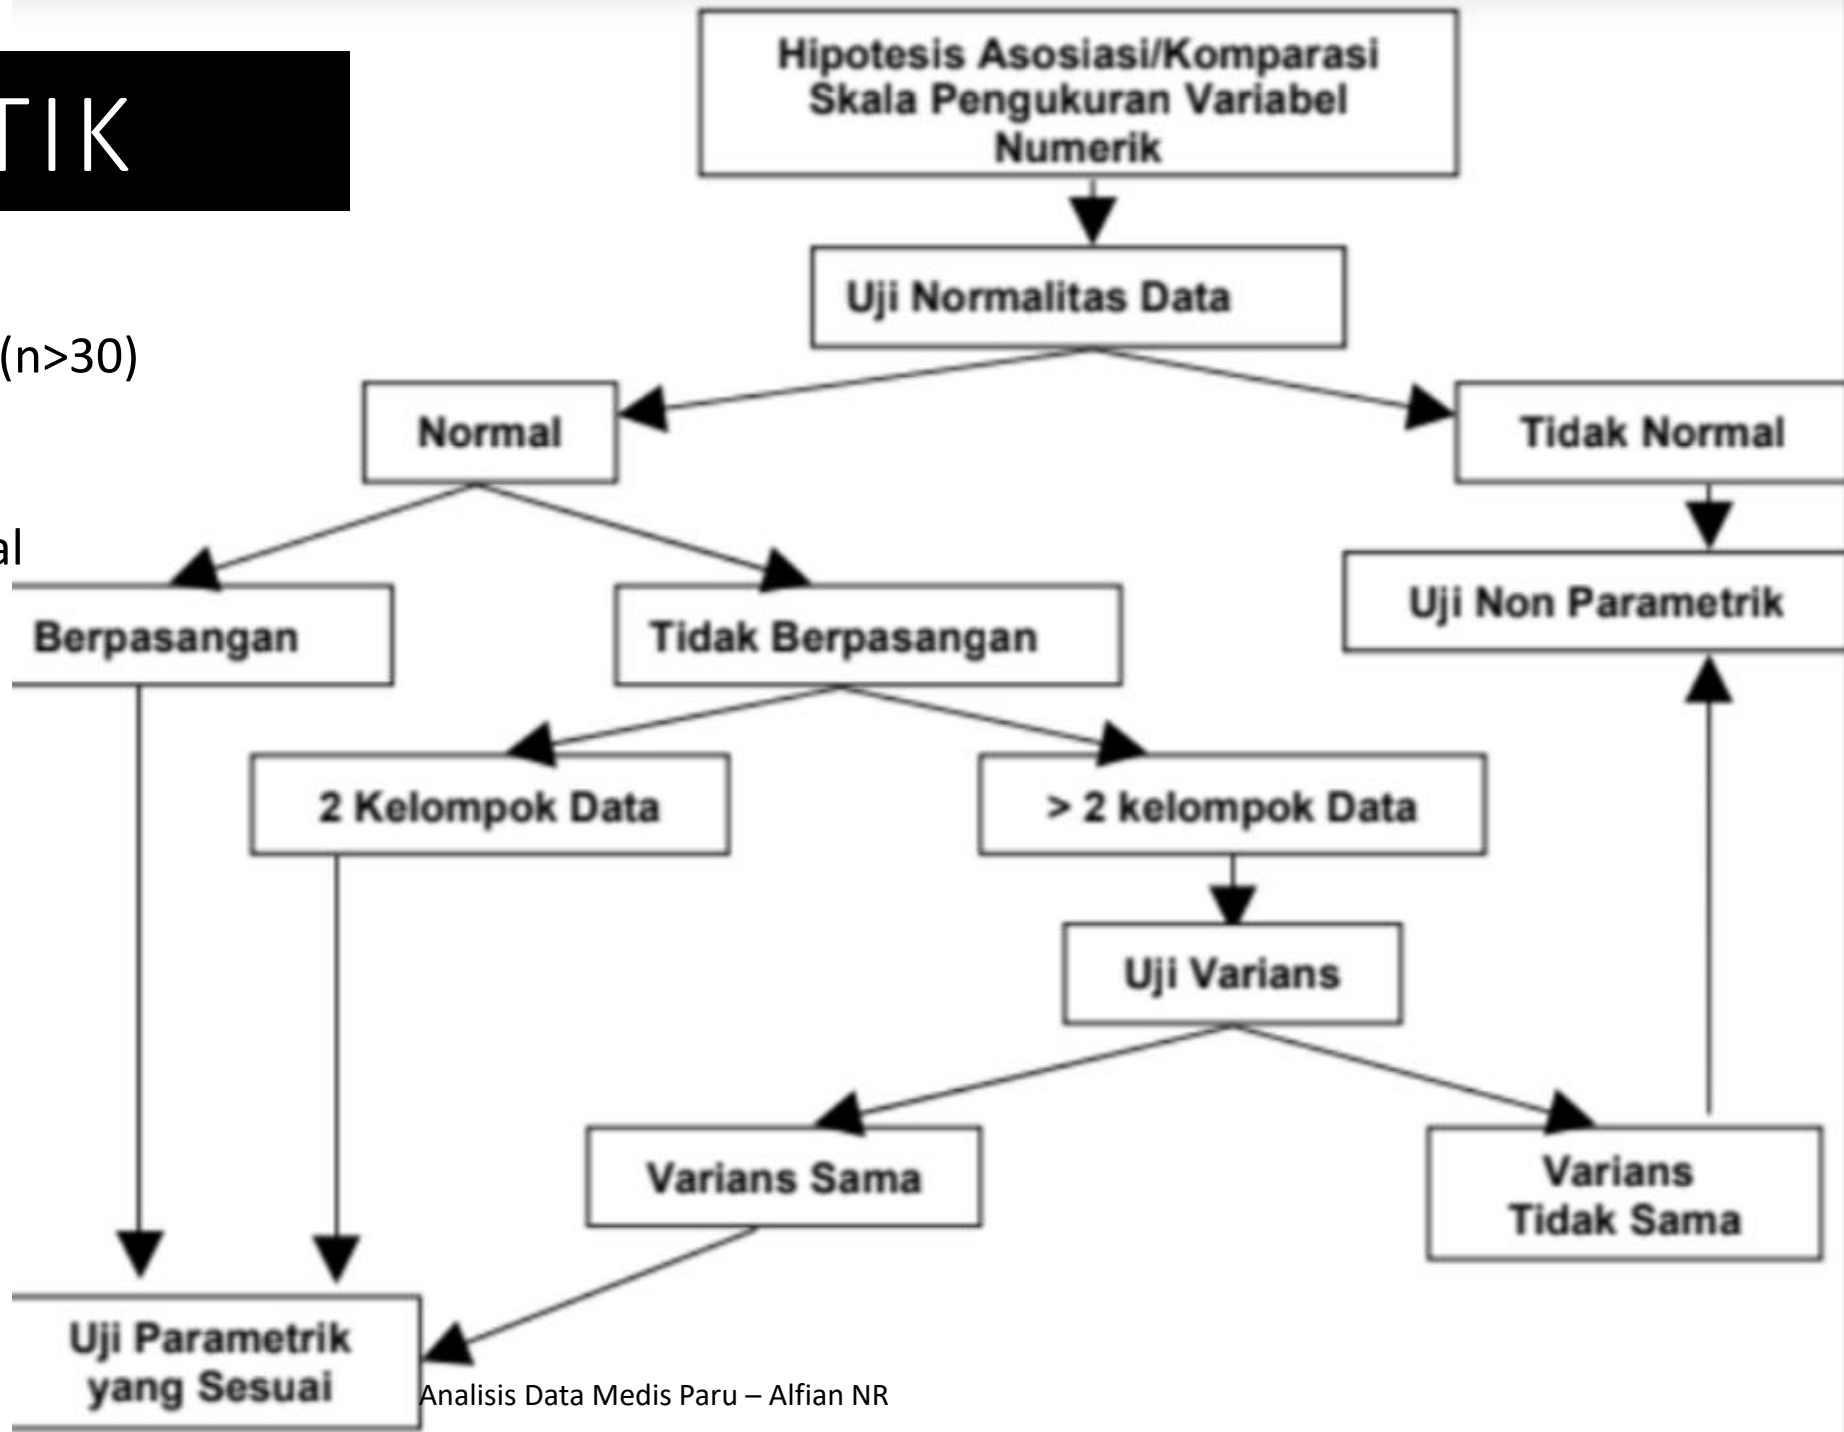 Hipotesis Asosiasi/Komparasi
Skala Pengukuran Variabel
Numerik
TIK
Uji Normalitas Data
(n>30)
Normal
Tidak Normal
al
Uji Non Parametrik
Berpasangan
Tidak Berpasangan
2 Kelompok Data
> 2 kelompok Data
Uji Varians
Varians Sama
Varians
Tidak Sama
Uji Parametrik
yang Sesuai
Analisis Data Medis Paru – Alfian NR